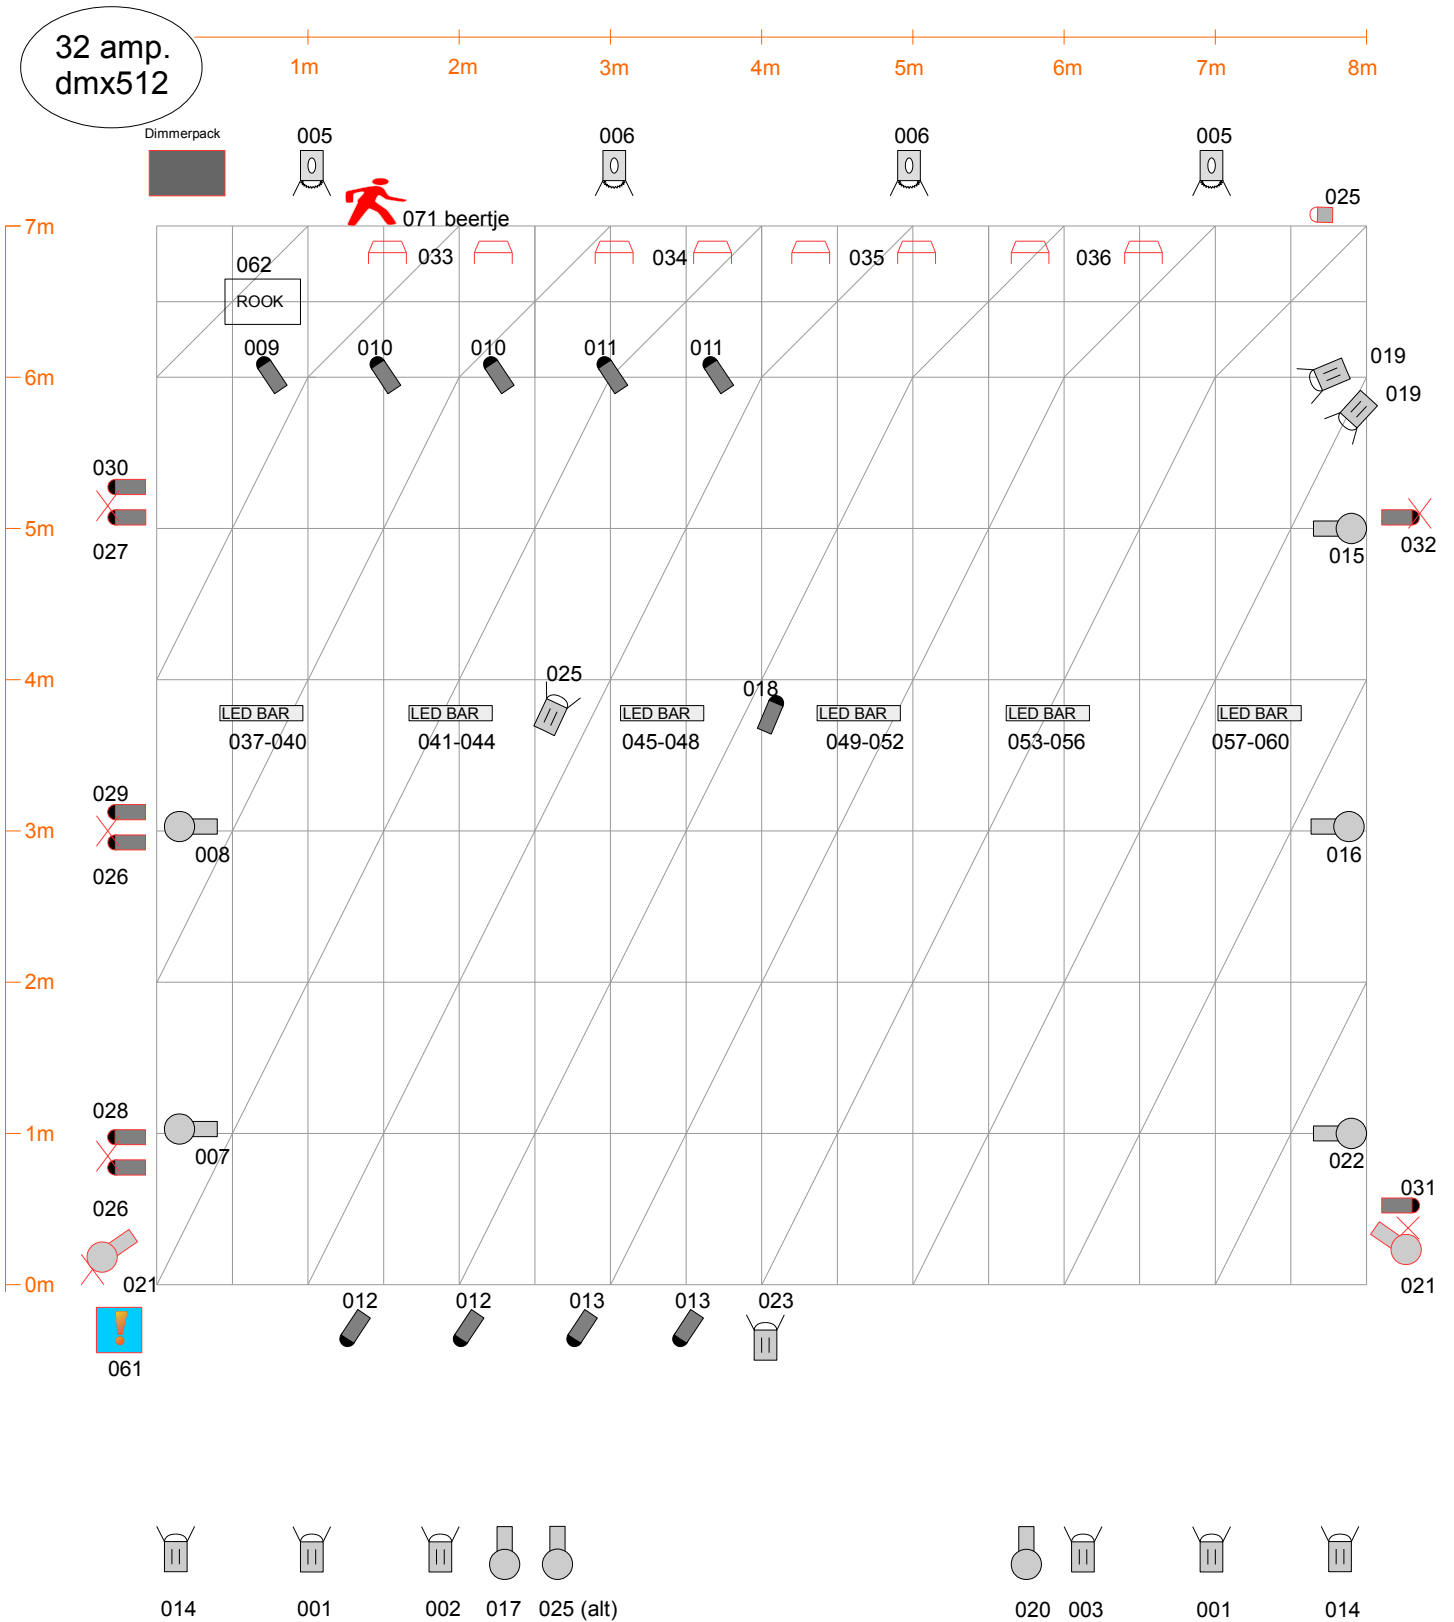 32 amp.
dmx512
1m 2m 3m 4m 5m 6m 7m 8m
Dimmerpack
005 006 006 005
025
071 beertje
7m
033 034 035 036
062
ROOK
009 010 010 011 011
019
6m
019
030
5m
027
015
032
4m
025
018
LED BAR LED BAR LED BAR LED BAR LED BAR LED BAR
037-040 041-044 045-048 049-052 053-056 057-060
029
3m
008
016
026
2m
028
1m
007
022
026
031
0m
021
021
012 012 013 013 023
061
014 001 002 017 025 (alt) 020 003 001 014